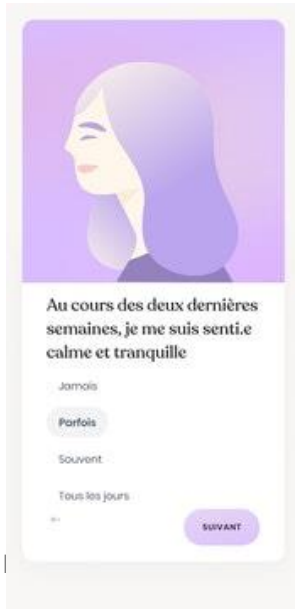 Au cours des deux dernières
semaines, je me suis senti.e
calme et tranquille
Jamais
Parfois
Souvent
Tous les jours
SUIVANT